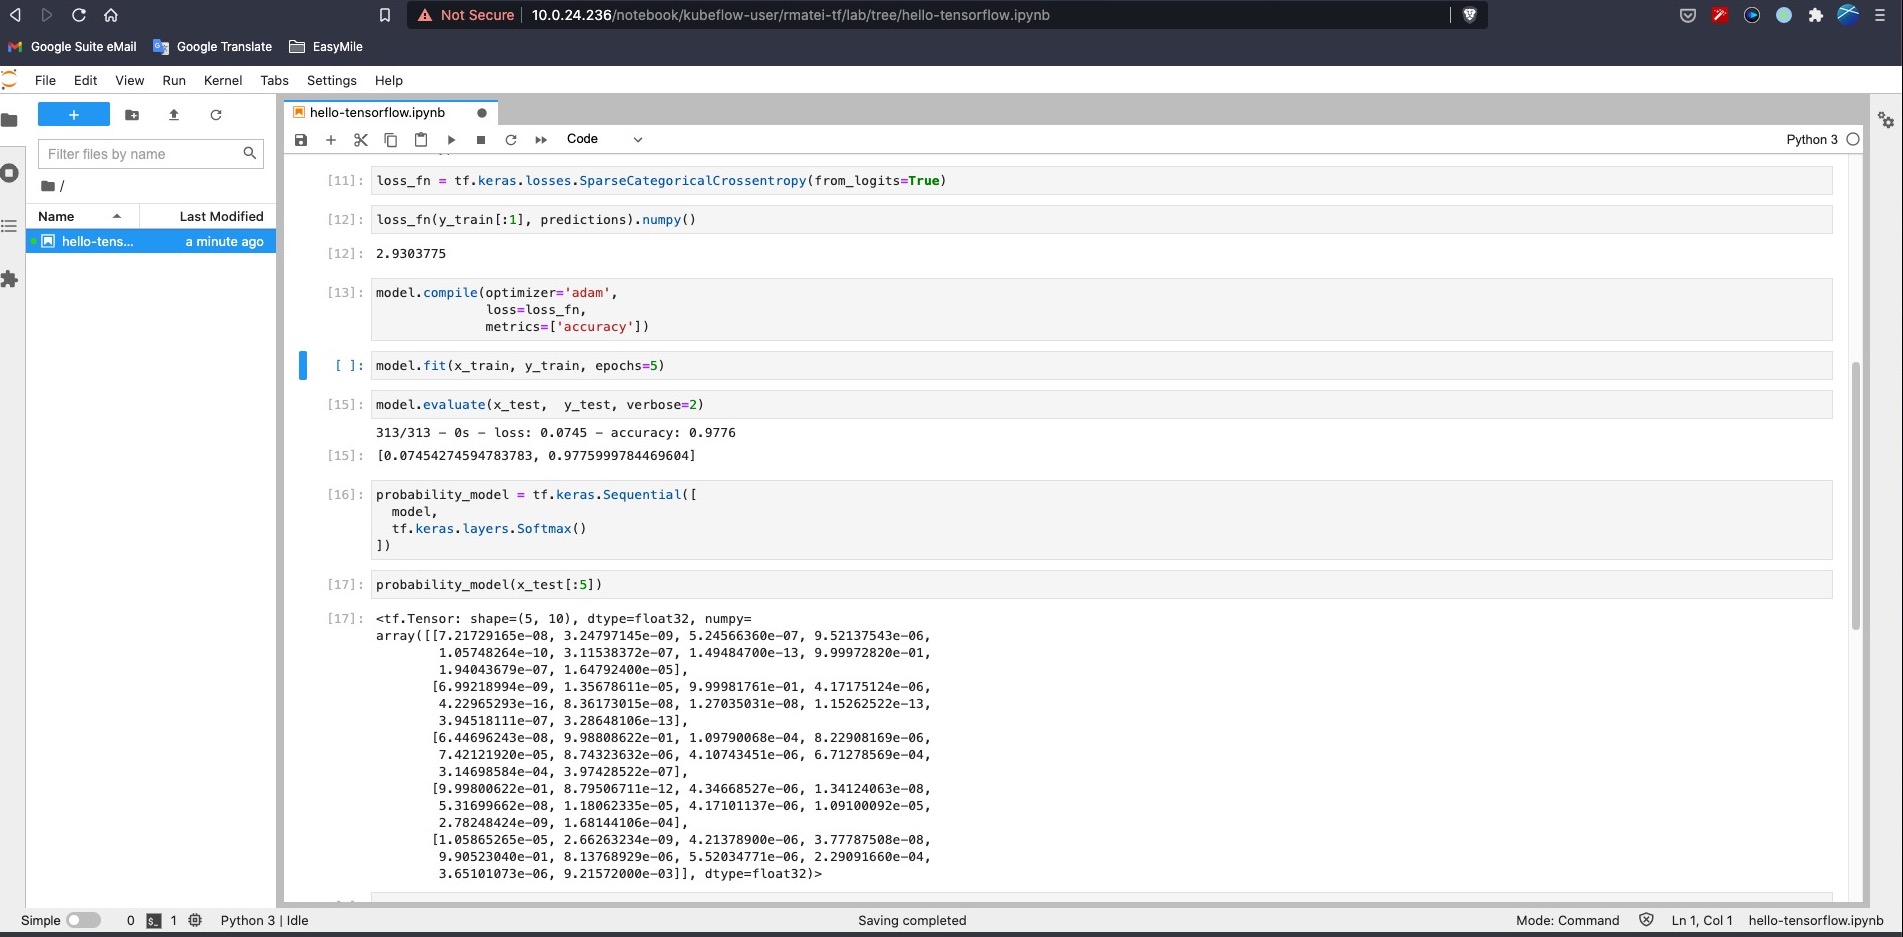 Not Secure 10.0.24.236/notebook/kubeflow-user/rmatei-tf/lab/tree/hello-tensorflow.ipynb
Google Suite eMail Google Translate EasyMile
File Edit View Run Kernel Tabs Settings Help
+
hello-tensorflow.ipynb
Code
Python 3
Filter files by name
/
Name Last Modified
hello-tens... a minute ago
[11]: loss_fn = tf.keras.losses.SparseCategoricalCrossentropy(from_logits=True)
[12]: loss_fn(y_train[:1], predictions).numpy()
[12]: 2.9303775
[13]: model.compile(optimizer='adam',
loss=loss_fn,
metrics=['accuracy'])
[ ]: model.fit(x_train, y_train, epochs=5)
[15]: model.evaluate(x_test,  y_test, verbose=2)
313/313 - 0s - loss: 0.0745 - accuracy: 0.9776
[15]: [0.07454274594783783, 0.9775999784469604]
[16]: probability_model = tf.keras.Sequential([
model,
tf.keras.layers.Softmax()
])
[17]: probability_model(x_test[:5])
[17]: <tf.Tensor: shape=(5, 10), dtype=float32, numpy=
array([[7.21729165e-08, 3.24797145e-09, 5.24566360e-07, 9.52137543e-06,
1.05748264e-10, 3.11538372e-07, 1.49484700e-13, 9.99972820e-01,
1.94043679e-07, 1.64792400e-05],
[6.99218994e-09, 1.35678611e-05, 9.99981761e-01, 4.17175124e-06,
4.22965293e-16, 8.36173015e-08, 1.27035031e-08, 1.15262522e-13,
3.94518111e-07, 3.28648106e-13],
[6.44696243e-08, 9.98808622e-01, 1.09790068e-04, 8.22908169e-06,
7.42121920e-05, 8.74323632e-06, 4.10743451e-06, 6.71278569e-04,
3.14698584e-04, 3.97428522e-07],
[9.99800622e-01, 8.79506711e-12, 4.34668527e-06, 1.34124063e-08,
5.31699662e-08, 1.18062335e-05, 4.17101137e-06, 1.09100092e-05,
2.78248424e-09, 1.68144106e-04],
[1.05865265e-05, 2.66263234e-09, 4.21378900e-06, 3.77787508e-08,
9.90523040e-01, 8.13768929e-06, 5.52034771e-06, 2.29091660e-04,
3.65101073e-06, 9.21572000e-03]], dtype=float32)>
Simple 0 1 Python 3 | Idle Saving completed Mode: Command Ln 1, Col 1 hello-tensorflow.ipynb